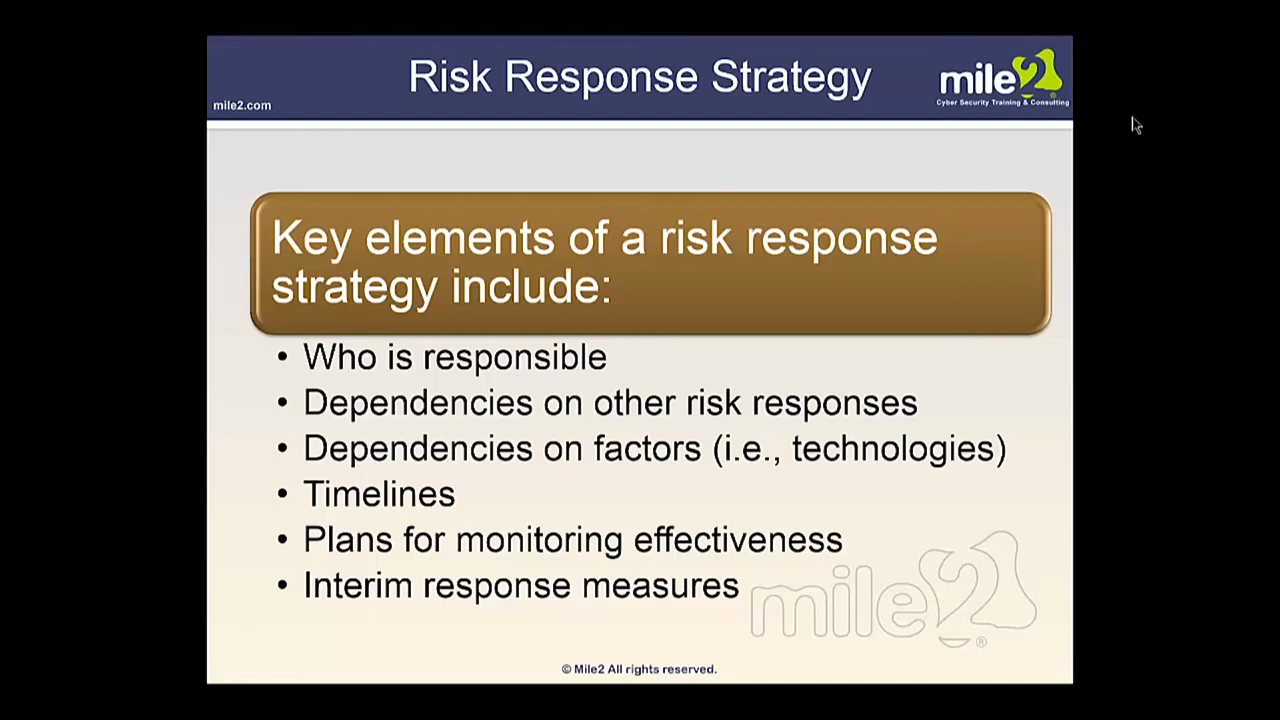 Risk Response Strategy
mile2.com
mile2®
Cyber Security Training & Consulting
Key elements of a risk response
strategy include:
• Who is responsible
• Dependencies on other risk responses
• Dependencies on factors (i.e., technologies)
• Timelines
• Plans for monitoring effectiveness
• Interim response measures
mile2®
© Mile2 All rights reserved.